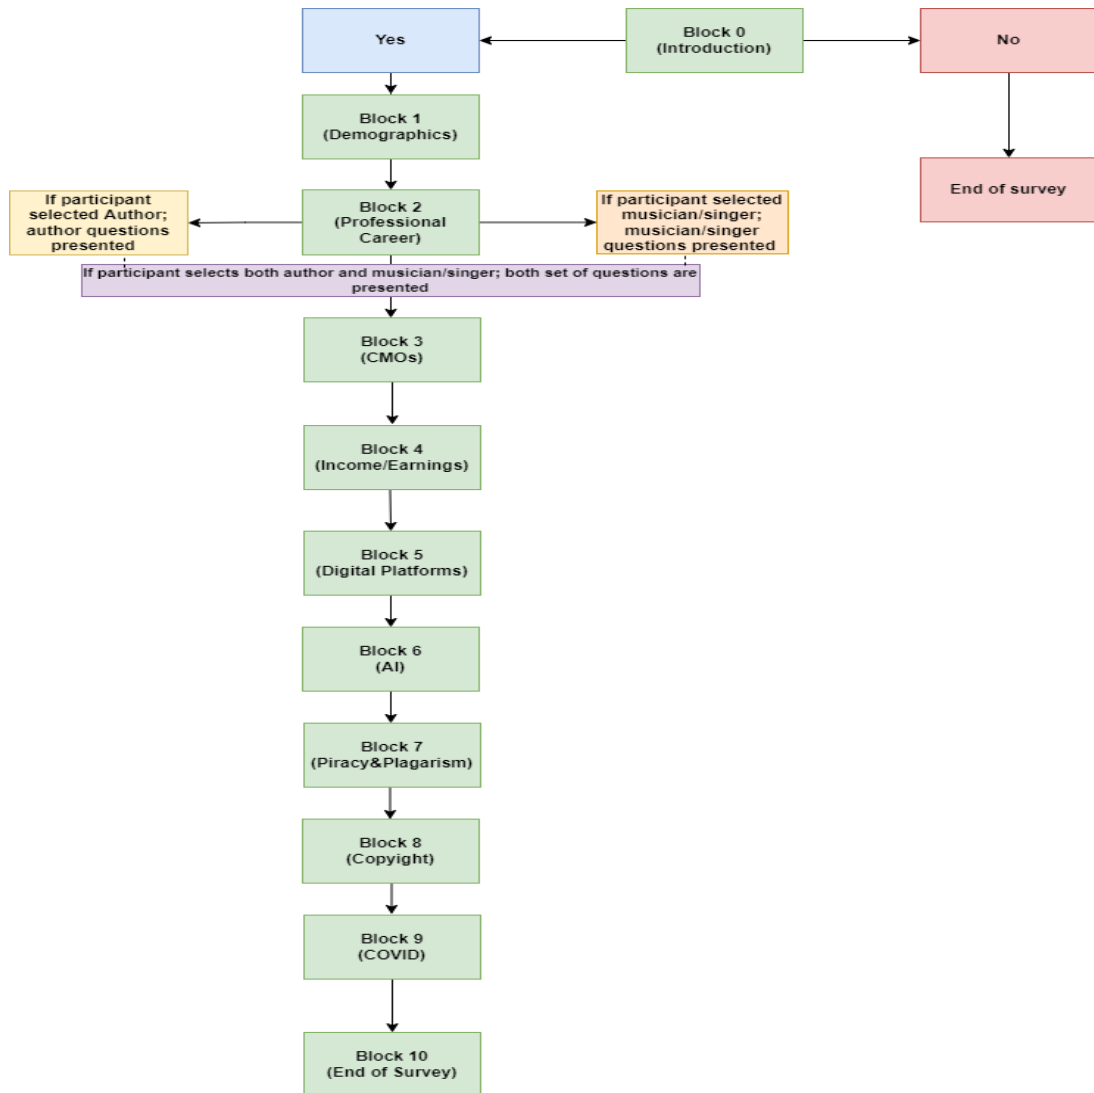 Yes
Block 0
(Introduction)
No
Block 1
(Demographics)
End of survey
If participant
selected Author;
author questions
presented
Block 2
(Professional
Career)
If participant selected
musician/singer;
musician/singer
questions presented
If participant selects both author and musician/singer; both set of questions are
presented
Block 3
(CMOs)
Block 4
(Income/Earnings)
Block 5
(Digital Platforms)
Block 6
(AI)
Block 7
(Piracy&Plagarism)
Block 8
(Copyight)
Block 9
(COVID)
Block 10
(End of Survey)